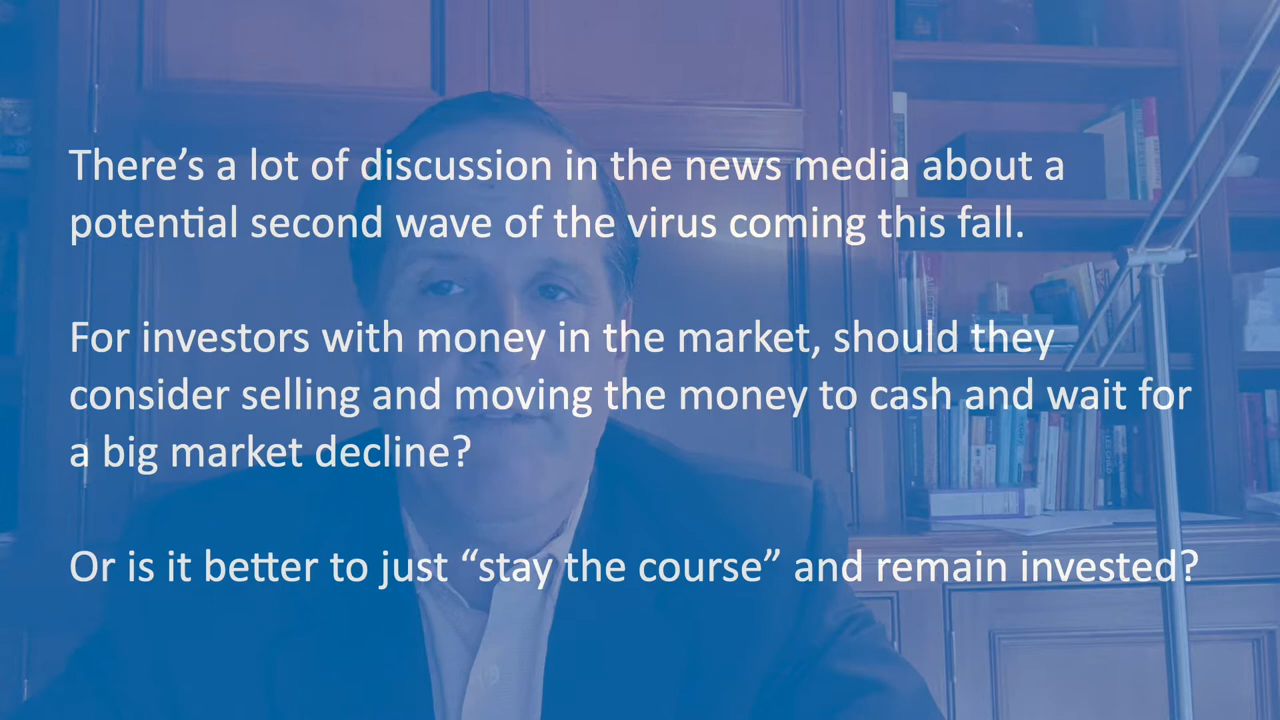 There’s a lot of discussion in the news media about a
potential second wave of the virus coming this fall.
For investors with money in the market, should they
consider selling and moving the money to cash and wait for
a big market decline?
Or is it better to just “stay the course” and remain invested?